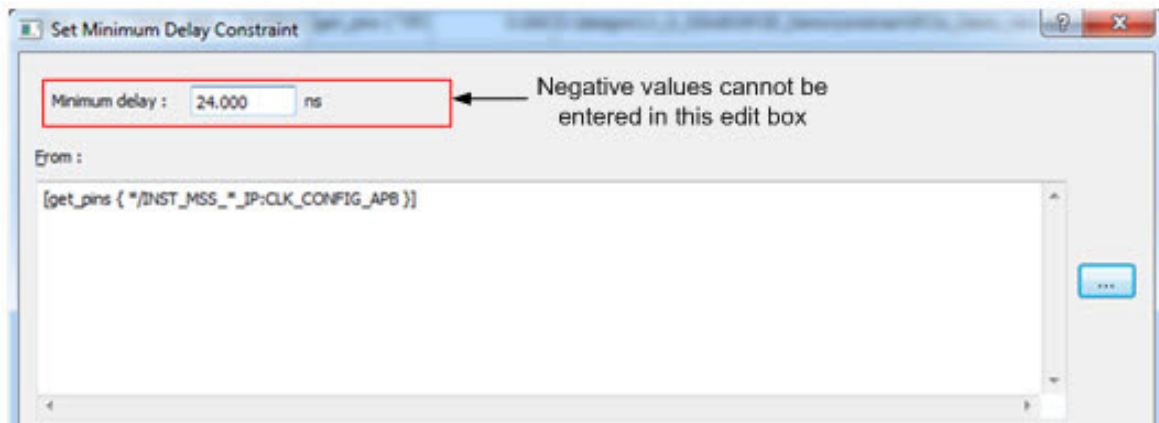 Set Minimum Delay Constraint
Minimum delay : 24.000 ns
Negative values cannot be
entered in this edit box
From :
[get_pins { */INST_MSS_*_IP:CLK_CONFIG_APB }]
...